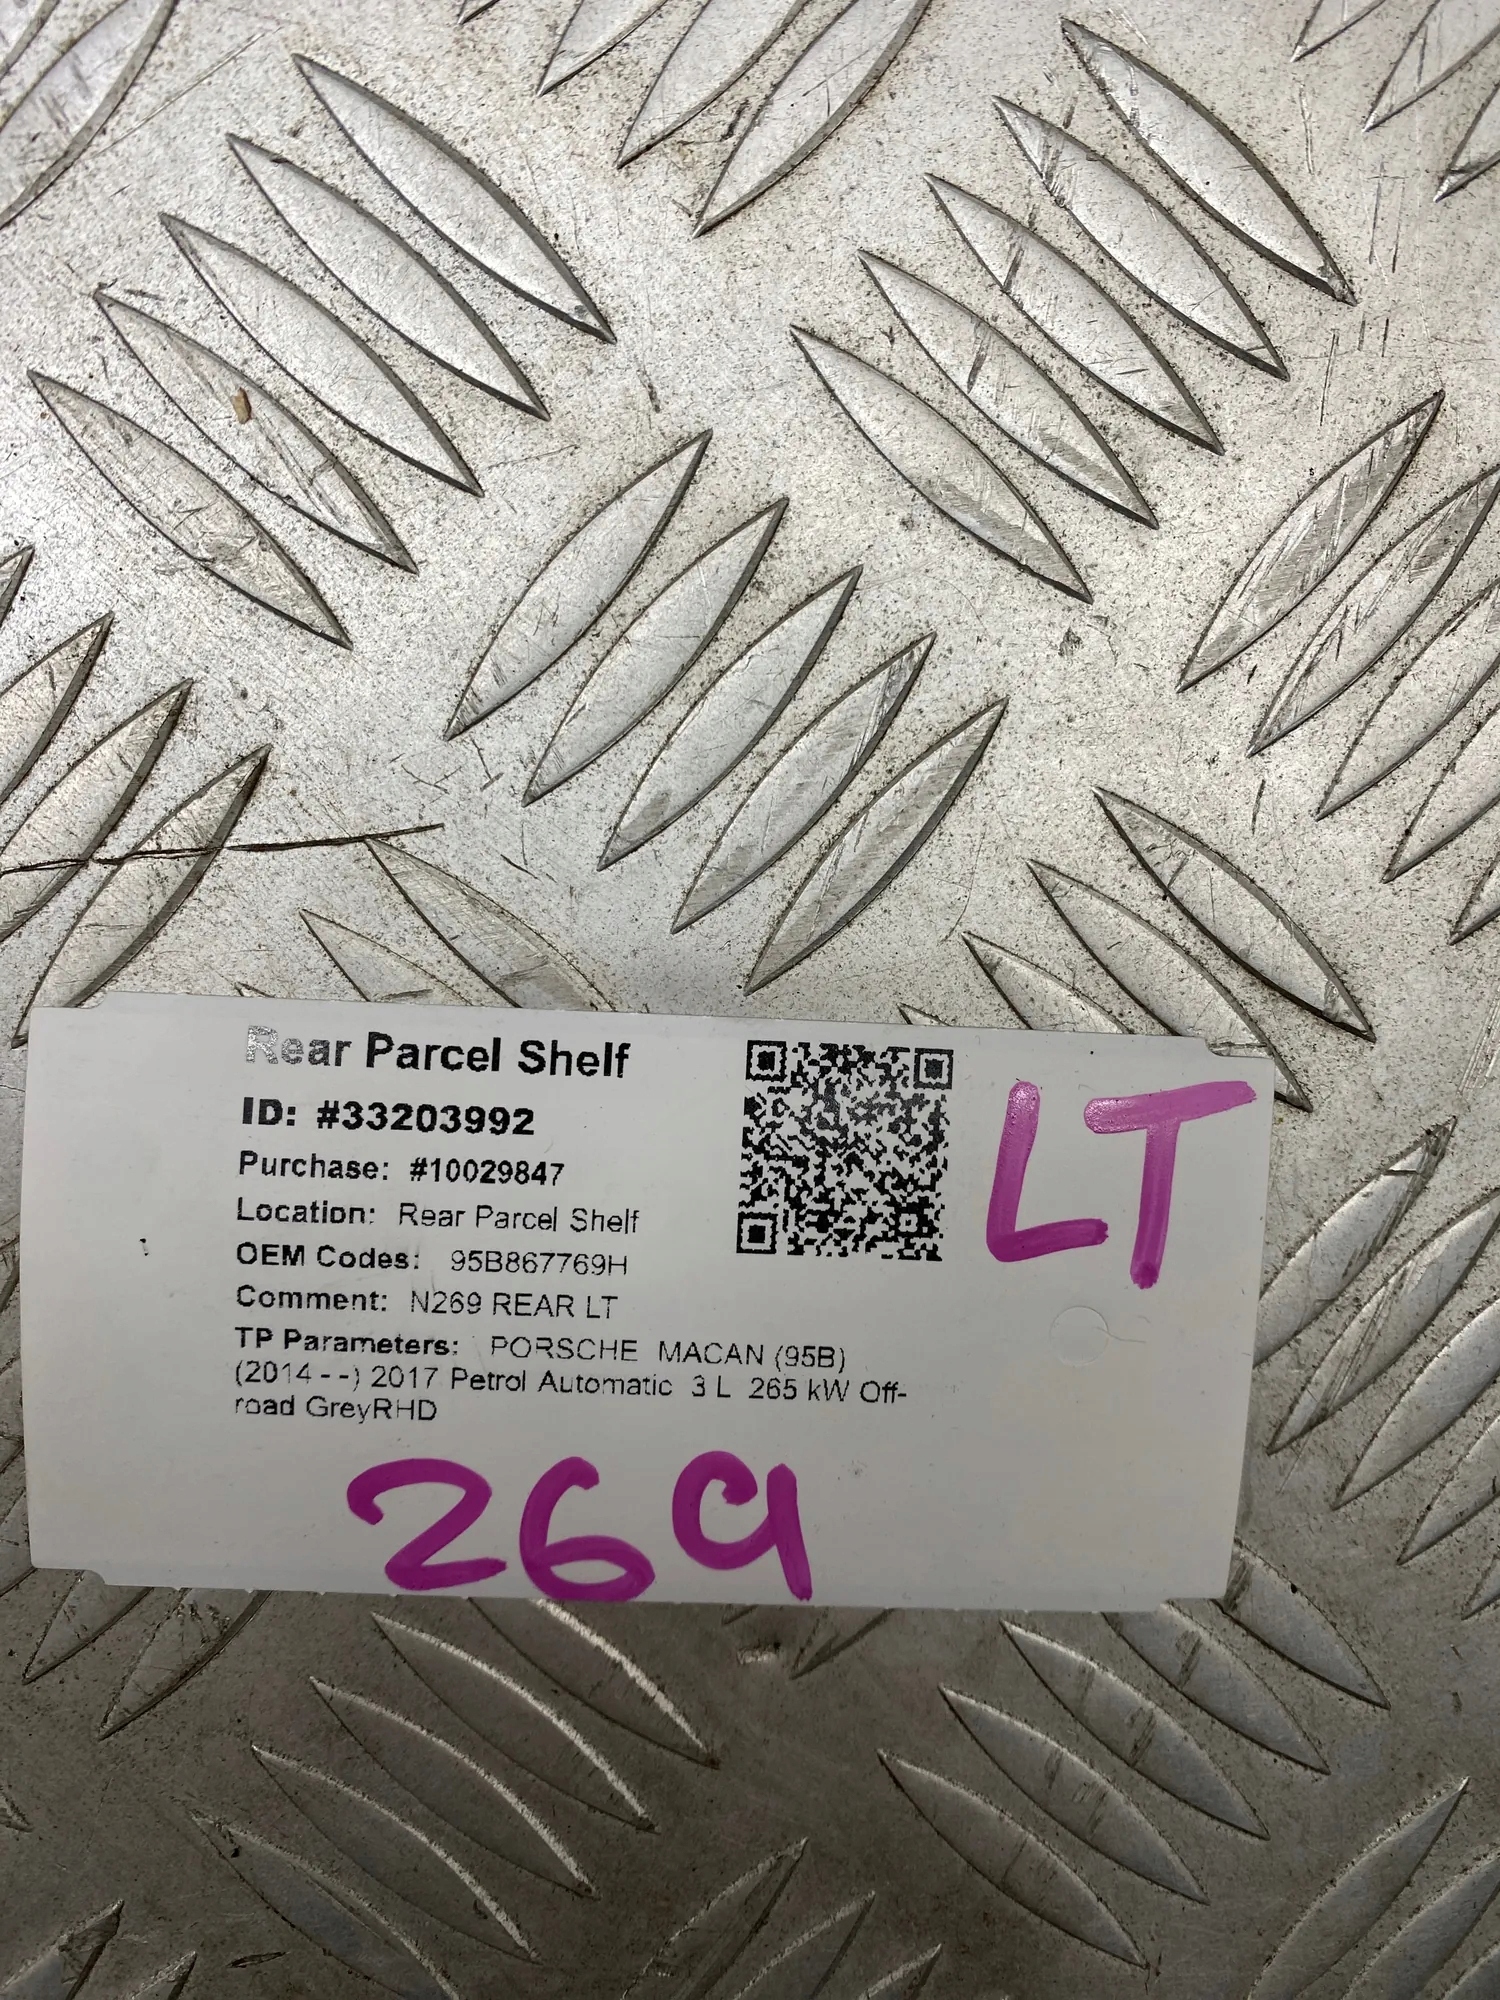 Rear Parcel Shelf
ID: #33203992
Purchase: #10029847
Location: Rear Parcel Shelf
OEM Codes: 95B867769H
Comment: N269 REAR LT
TP Parameters: PORSCHE MACAN (95B)
(2014 - -) 2017 Petrol Automatic 3 L 265 kW Off-
road GreyRHD
LT
269